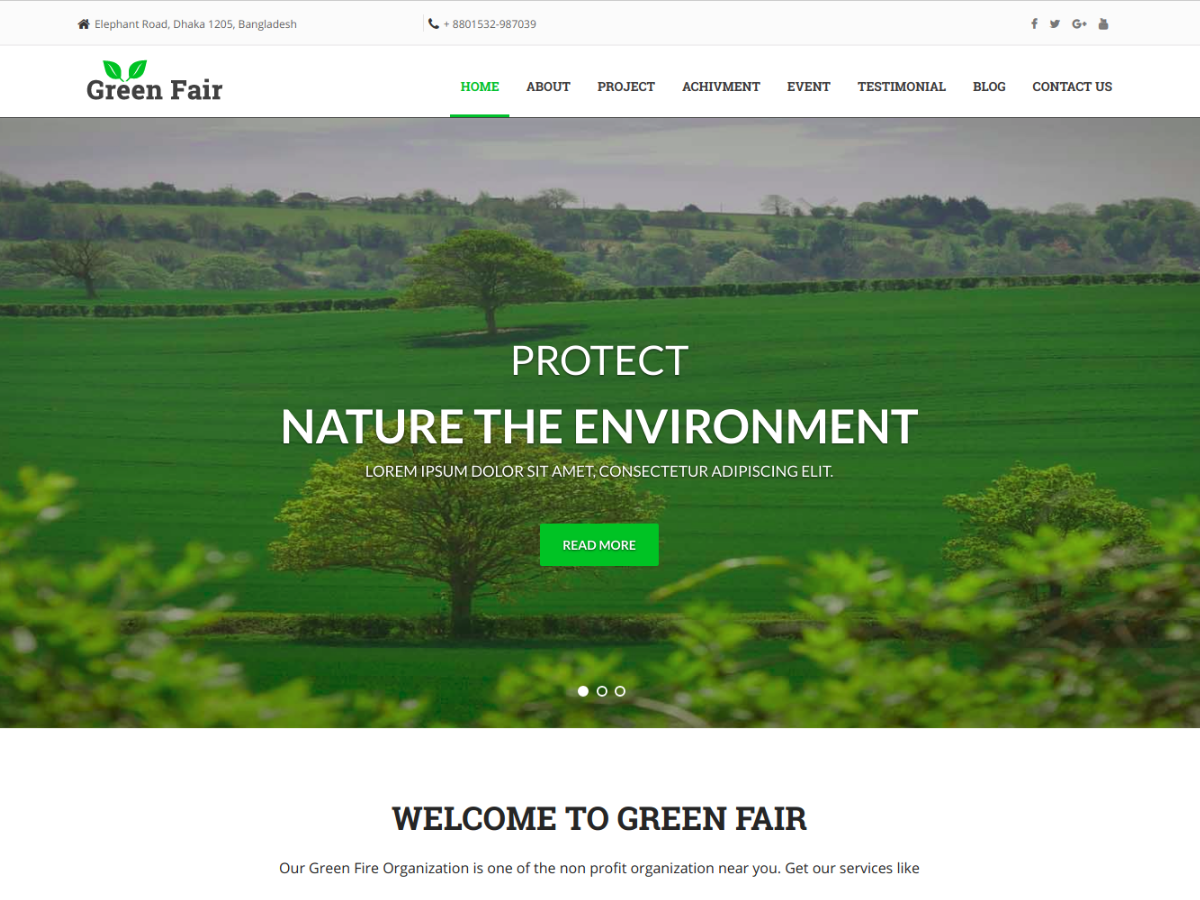 Elephant Road, Dhaka 1205, Bangladesh
+ 8801532-987039
Green Fair
HOME ABOUT PROJECT ACHIVMENT EVENT TESTIMONIAL BLOG CONTACT US
PROTECT
NATURE THE ENVIRONMENT
LOREM IPSUM DOLOR SIT AMET, CONSECTETUR ADIPISCING ELIT.
READ MORE
WELCOME TO GREEN FAIR
Our Green Fire Organization is one of the non profit organization near you. Get our services like